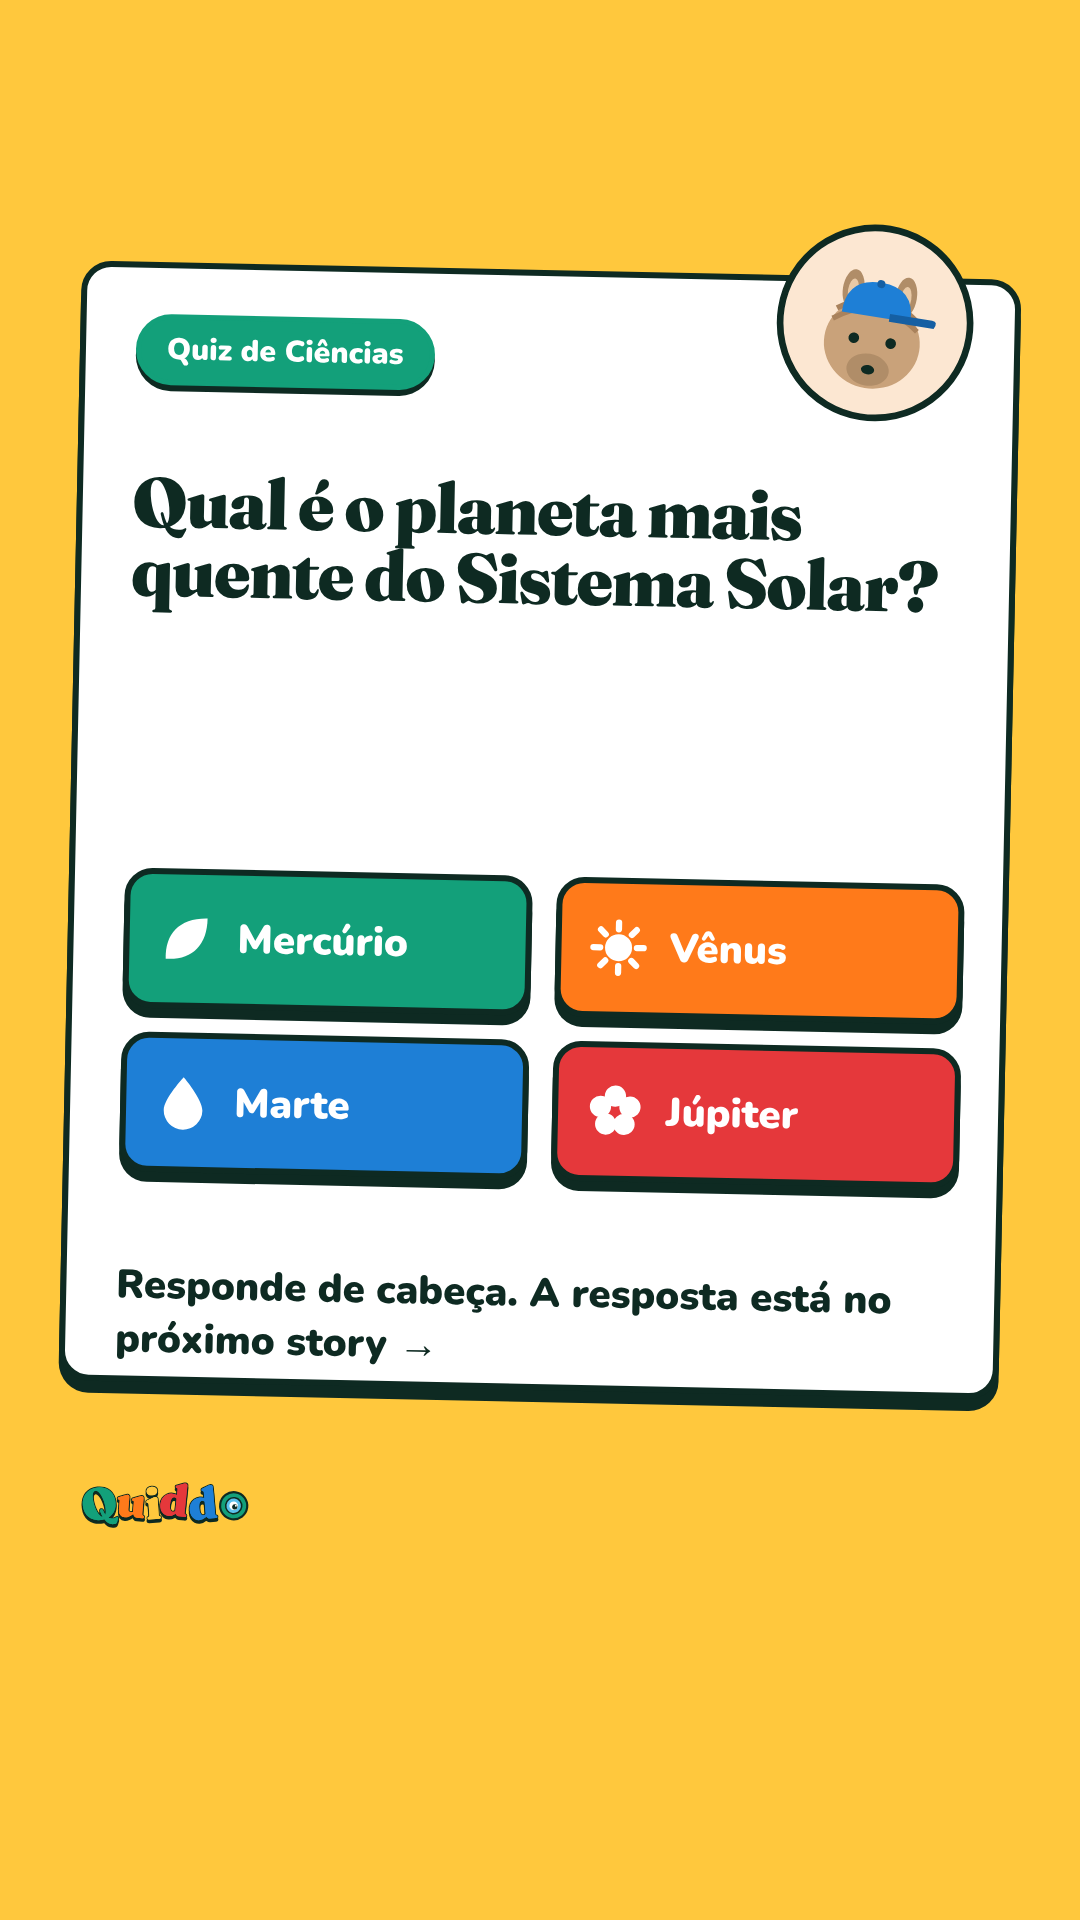 Quiz de Ciências
Qual é o planeta mais
quente do Sistema Solar?
Mercúrio
Vênus
Marte
Júpiter
Responde de cabeça. A resposta está no
próximo story →
Quiddo